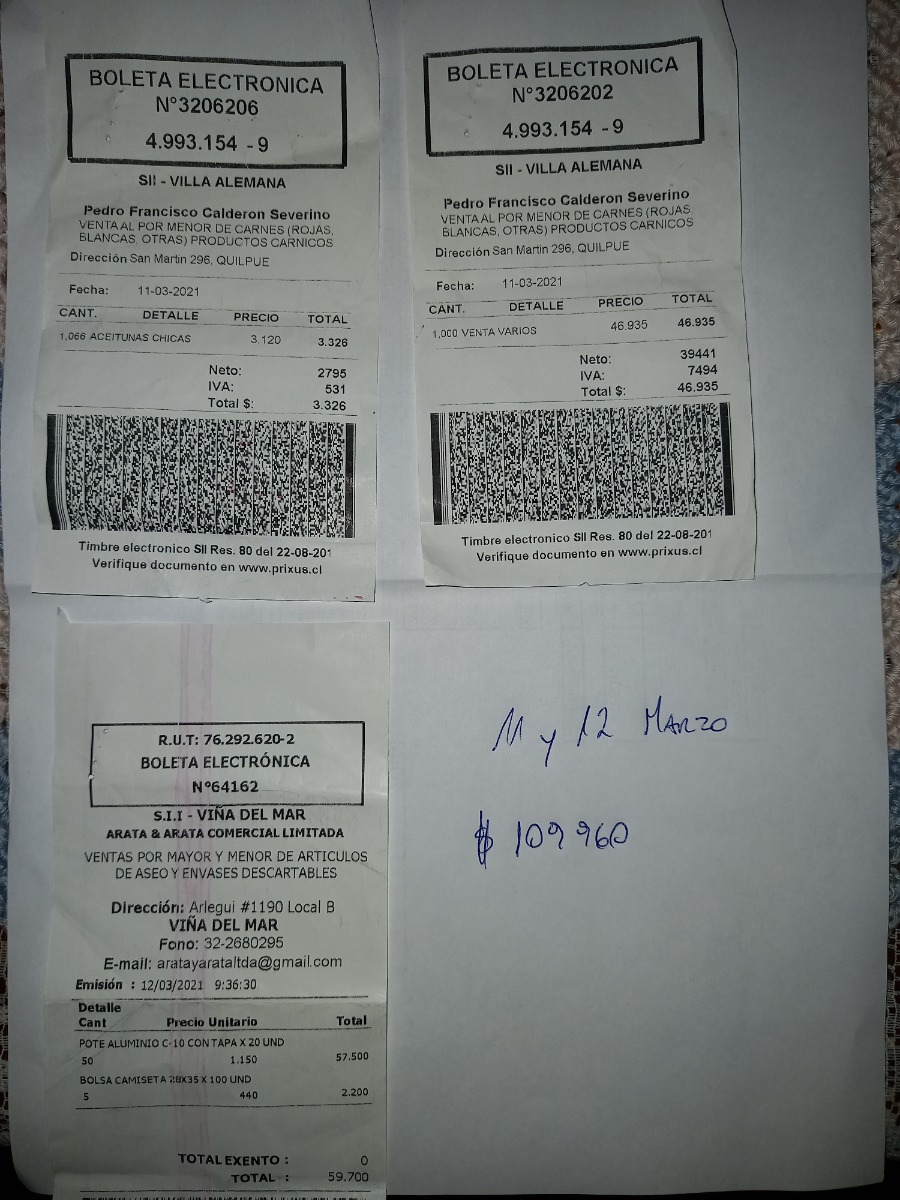 BOLETA ELECTRONICA
N°3206206
4.993.154 -9
SII - VILLA ALEMANA
Pedro Francisco Calderon Severino
VENTA AL POR MENOR DE CARNES (ROJAS,
BLANCAS, OTRAS) PRODUCTOS CARNICOS
Dirección San Martin 296, QUILPUE
Fecha: 11-03-2021
CANT. DETALLE PRECIO TOTAL
1,066 ACEITUNAS CHICAS 3.120 3.326
Neto: 2795
IVA: 531
Total $: 3.326
Timbre electronico SII Res. 80 del 22-08-201
Verifique documento en www.prixus.cl
BOLETA ELECTRONICA
N°3206202
4.993.154 -9
SII - VILLA ALEMANA
Pedro Francisco Calderon Severino
VENTA AL POR MENOR DE CARNES (ROJAS,
BLANCAS, OTRAS) PRODUCTOS CARNICOS
Dirección San Martin 296, QUILPUE
Fecha: 11-03-2021
CANT. DETALLE PRECIO TOTAL
1,000 VENTA VARIOS 46.935 46.935
Neto: 39441
IVA: 7494
Total $: 46.935
Timbre electronico SII Res. 80 del 22-08-201
Verifique documento en www.prixus.cl
R.U.T: 76.292.620-2
BOLETA ELECTRÓNICA
N°64162
S.I.I - VIÑA DEL MAR
ARATA & ARATA COMERCIAL LIMITADA
VENTAS POR MAYOR Y MENOR DE ARTICULOS
DE ASEO Y ENVASES DESCARTABLES
Dirección: Arlegui #1190 Local B
VIÑA DEL MAR
Fono: 32-2680295
E-mail: aratayarataltda@gmail.com
Emisión : 12/03/2021 9:36:30
Detalle
Cant Precio Unitario Total
POTE ALUMINIO C-10 CON TAPA X 20 UND
50 1.150 57.500
BOLSA CAMISETA 28X35 X 100 UND
5 440 2.200
TOTAL EXENTO : 0
TOTAL : 59.700
11 y 12 MARZO
$ 109960